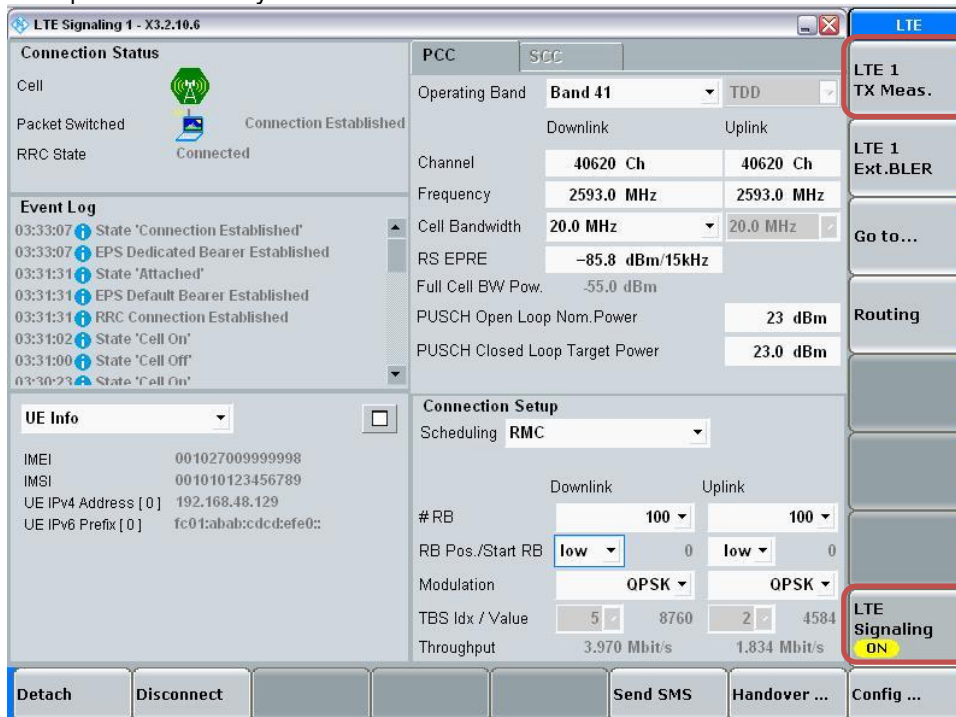 LTE Signaling 1 - X3.2.10.6
LTE
Connection Status
Cell
Packet Switched Connection Established
RRC State Connected
Event Log
03:33:07 State 'Connection Established'
03:33:07 EPS Dedicated Bearer Established
03:31:31 State 'Attached'
03:31:31 EPS Default Bearer Established
03:31:31 RRC Connection Established
03:31:02 State 'Cell On'
03:31:00 State 'Cell Off'
03:30:23 State 'Cell On'
UE Info
IMEI 001027009999998
IMSI 001010123456789
UE IPv4 Address [ 0 ] 192.168.48.129
UE IPv6 Prefix [ 0 ] fc01:abab:cdcd:efe0::
PCC SCC
Operating Band Band 41 TDD
Downlink Uplink
Channel 40620 Ch 40620 Ch
Frequency 2593.0 MHz 2593.0 MHz
Cell Bandwidth 20.0 MHz 20.0 MHz
RS EPRE −85.8 dBm/15kHz
Full Cell BW Pow. -55.0 dBm
PUSCH Open Loop Nom.Power 23 dBm
PUSCH Closed Loop Target Power 23.0 dBm
Connection Setup
Scheduling RMC
Downlink Uplink
# RB 100 100
RB Pos./Start RB low 0 low 0
Modulation QPSK QPSK
TBS Idx / Value 5 8760 2 4584
Throughput 3.970 Mbit/s 1.834 Mbit/s
LTE 1
TX Meas.
LTE 1
Ext.BLER
Go to...
Routing
LTE
Signaling
ON
Detach Disconnect Send SMS Handover ... Config ...